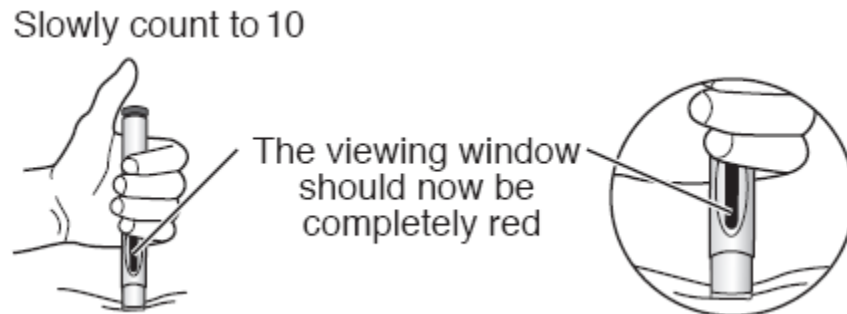 Slowly count to 10
The viewing window
should now be
completely red